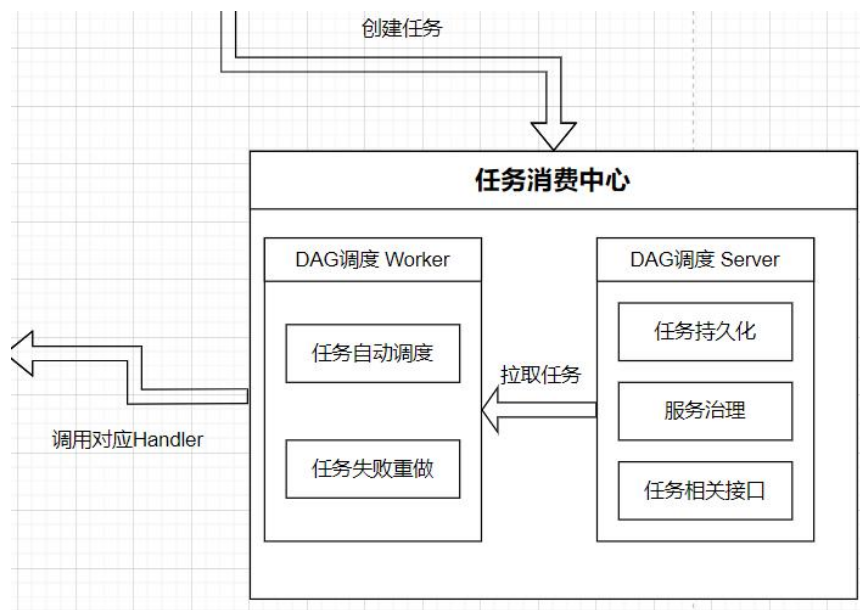 创建任务
任务消费中心
DAG调度 Worker
DAG调度 Server
任务自动调度
任务持久化
拉取任务
服务治理
调用对应Handler
任务失败重做
任务相关接口